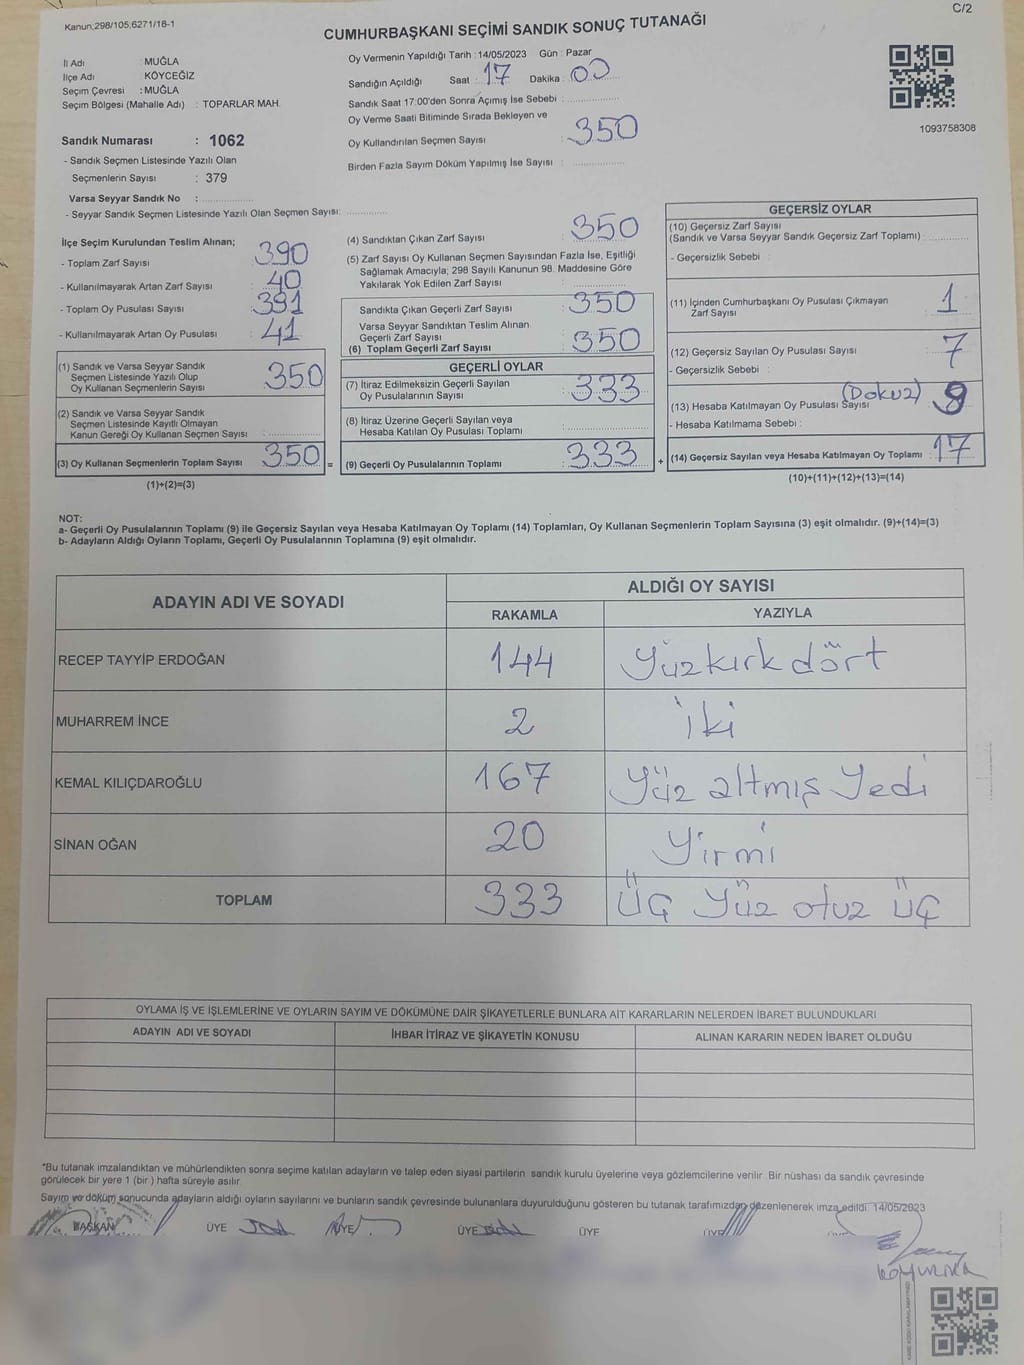 Kanun;298/105;6271/18-1
C/2
CUMHURBAŞKANI SEÇİMİ SANDIK SONUÇ TUTANAĞI
İl Adı MUĞLA
İlçe Adı KÖYCEĞİZ
Seçim Çevresi : MUĞLA
Seçim Bölgesi (Mahalle Adı) : TOPARLAR MAH.
Sandık Numarası : 1062
- Sandık Seçmen Listesinde Yazılı Olan
Seçmenlerin Sayısı : 379
Varsa Seyyar Sandık No : ................
- Seyyar Sandık Seçmen Listesinde Yazılı Olan Seçmen Sayısı: ............
Oy Vermenin Yapıldığı Tarih : 14/05/2023 Gün : Pazar
Sandığın Açıldığı Saat : 17 Dakika : 00
Sandık Saat 17:00'den Sonra Açımış İse Sebebi : ................
Oy Verme Saati Bitiminde Sırada Bekleyen ve
Oy Kullandırılan Seçmen Sayısı : 350
Birden Fazla Sayım Döküm Yapılmış İse Sayısı : ................
1093758308
İlçe Seçim Kurulundan Teslim Alınan;
- Toplam Zarf Sayısı : 390
- Kullanılmayarak Artan Zarf Sayısı : 40
- Toplam Oy Pusulası Sayısı : 391
- Kullanılmayarak Artan Oy Pusulası : 41
(1) Sandık ve Varsa Seyyar Sandık
Seçmen Listesinde Yazılı Olup
Oy Kullanan Seçmenlerin Sayısı : 350
(2) Sandık ve Varsa Seyyar Sandık
Seçmen Listesinde Kayıtlı Olmayan
Kanun Gereği Oy Kullanan Seçmen Sayısı : ................
(3) Oy Kullanan Seçmenlerin Toplam Sayısı : 350 =
(1)+(2)=(3)
(4) Sandıktan Çıkan Zarf Sayısı : 350
(5) Zarf Sayısı Oy Kullanan Seçmen Sayısından Fazla İse, Eşitliği
Sağlamak Amacıyla; 298 Sayılı Kanunun 98. Maddesine Göre
Yakılarak Yok Edilen Zarf Sayısı : ................
Sandıkta Çıkan Geçerli Zarf Sayısı : 350
Varsa Seyyar Sandıktan Teslim Alınan
Geçerli Zarf Sayısı
(6) Toplam Geçerli Zarf Sayısı : 350
GEÇERLİ OYLAR
(7) İtiraz Edilmeksizin Geçerli Sayılan
Oy Pusulalarının Sayısı : 333
(8) İtiraz Üzerine Geçerli Sayılan veya
Hesaba Katılan Oy Pusulası Toplamı : ................
(9) Geçerli Oy Pusulalarının Toplamı : 333 +
GEÇERSİZ OYLAR
(10) Geçersiz Zarf Sayısı
(Sandık ve Varsa Seyyar Sandık Geçersiz Zarf Toplamı) : ............
- Geçersizlik Sebebi :
(11) İçinden Cumhurbaşkanı Oy Pusulası Çıkmayan
Zarf Sayısı : 1
(12) Geçersiz Sayılan Oy Pusulası Sayısı : 7
- Geçersizlik Sebebi :
(13) Hesaba Katılmayan Oy Pusulası Sayısı : (Dokuz) 9
- Hesaba Katılmama Sebebi :
(14) Geçersiz Sayılan veya Hesaba Katılmayan Oy Toplamı : 17
(10)+(11)+(12)+(13)=(14)
NOT:
a- Geçerli Oy Pusulalarının Toplamı (9) ile Geçersiz Sayılan veya Hesaba Katılmayan Oy Toplamı (14) Toplamları, Oy Kullanan Seçmenlerin Toplam Sayısına (3) eşit olmalıdır. (9)+(14)=(3)
b- Adayların Aldığı Oyların Toplamı, Geçerli Oy Pusulalarının Toplamına (9) eşit olmalıdır.
ADAYIN ADI VE SOYADI
ALDIĞI OY SAYISI
RAKAMLA YAZIYLA
RECEP TAYYİP ERDOĞAN 144 Yüzkırk dört
MUHARREM İNCE 2 iki
KEMAL KILIÇDAROĞLU 167 Yüz altmış Yedi
SİNAN OĞAN 20 Yirmi
TOPLAM 333 üç Yüz otuz üç
OYLAMA İŞ VE İŞLEMLERİNE VE OYLARIN SAYIM VE DÖKÜMÜNE DAİR ŞİKAYETLERLE BUNLARA AİT KARARLARIN NELERDEN İBARET BULUNDUKLARI
ADAYIN ADI VE SOYADI İHBAR İTİRAZ VE ŞİKAYETİN KONUSU ALINAN KARARIN NEDEN İBARET OLDUĞU
*Bu tutanak imzalandıktan ve mühürlendikten sonra seçime katılan adayların ve talep eden siyasi partilerin sandık kurulu üyelerine veya gözlemcilerine verilir. Bir nüshası da sandık çevresinde
görülecek bir yere 1 (bir ) hafta süreyle asılır.
Sayım ve döküm sonucunda adayların aldığı oyların sayılarını ve bunların sandık çevresinde bulunanlara duyurulduğunu gösteren bu tutanak tarafımızdan düzenlenerek imza edildi. 14/05/2023
BAŞKAN ÜYE ÜYE ÜYE ÜYE ÜYE